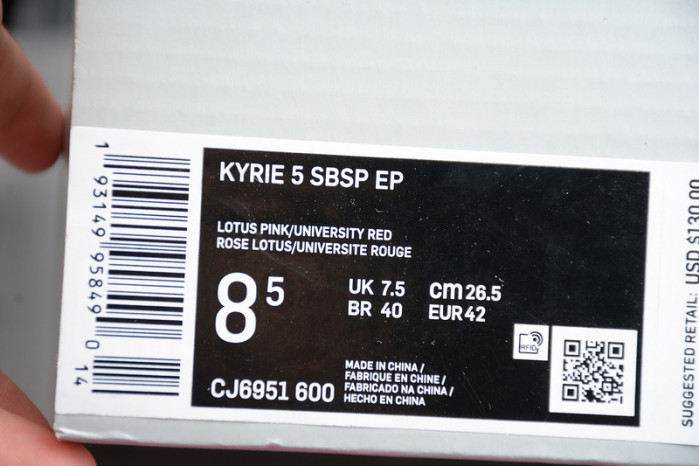 KYRIE 5 SBSP EP
LOTUS PINK/UNIVERSITY RED
ROSE LOTUS/UNIVERSITE ROUGE
8 5
UK 7.5 cm 26.5
BR 40 EUR 42
RFID
MADE IN CHINA /
FABRIQUE EN CHINE /
FABRICADO NA CHINA /
HECHO EN CHINA
CJ6951 600
1 93149 95849 0 14
SUGGESTED RETAIL: USD $130.00